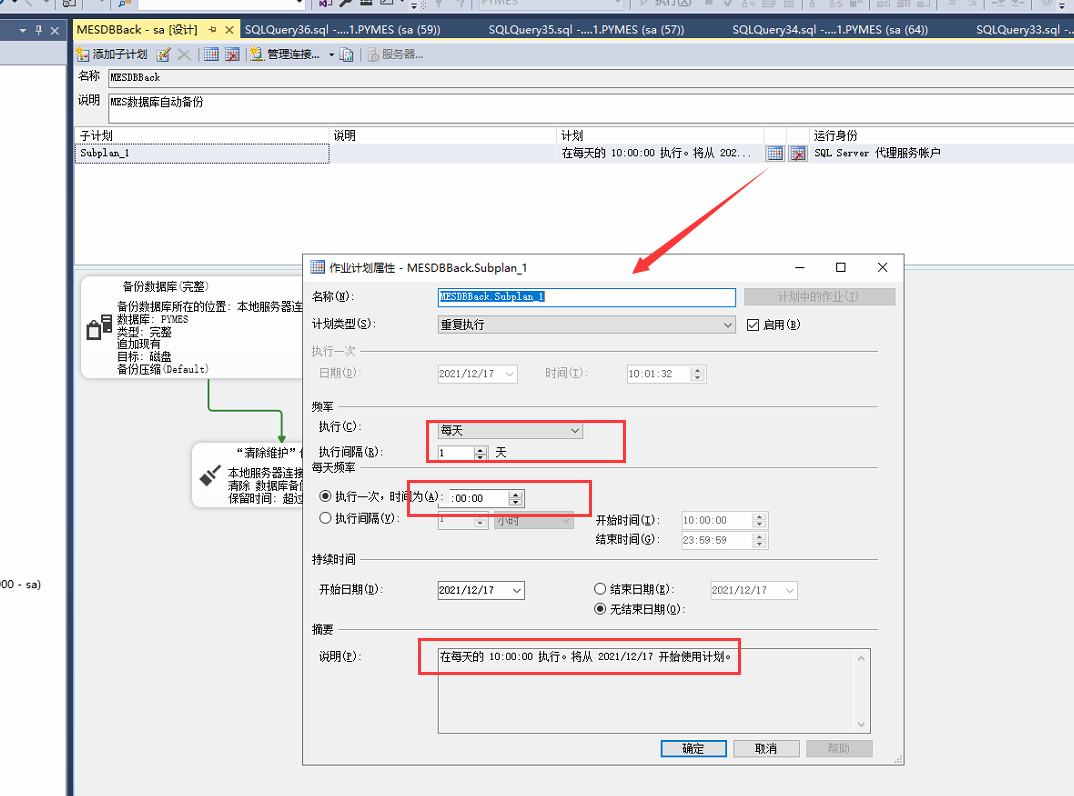 PYMES
MESDBBack - sa [设计]
SQLQuery36.sql -....1.PYMES (sa (59))
SQLQuery35.sql -....1.PYMES (sa (57))
SQLQuery34.sql -....1.PYMES (sa (64))
SQLQuery33.sql -...
添加子计划
管理连接...
服务器...
名称 MESDBBack
说明 MES数据库自动备份
子计划 说明 计划 运行身份
Subplan_1 在每天的 10:00:00 执行。将从 202... SQL Server 代理服务帐户
备份数据库(完整)
备份数据库所在的位置: 本地服务器连
数据库: PYMES
类型: 完整
追加现有
目标: 磁盘
备份压缩(Default)
“清除维护”
本地服务器连接
清除 数据库备
保留时间: 超过
00 - sa)
作业计划属性 - MESDBBack.Subplan_1
名称(N): MESDBBack.Subplan_1 计划中的作业(J)
计划类型(S): 重复执行 启用(B)
执行一次
日期(D): 2021/12/17 时间(T): 10:01:32
频率
执行(C): 每天
执行间隔(R): 1 天
每天频率
执行一次，时间为(A): :00:00
执行间隔(V): 1 小时 开始时间(I): 10:00:00
结束时间(G): 23:59:59
持续时间
开始日期(D): 2021/12/17 结束日期(E): 2021/12/17
无结束日期(O):
摘要
说明(P): 在每天的 10:00:00 执行。将从 2021/12/17 开始使用计划。
确定 取消 帮助